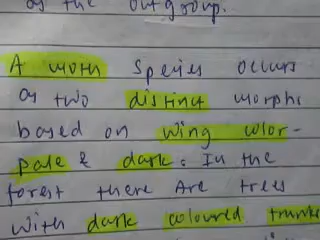 of the outgroup.
A moth species occurs
as two distinct morphs
based on wing color-
pale & dark. In the
forest there are trees
with dark coloured trunks